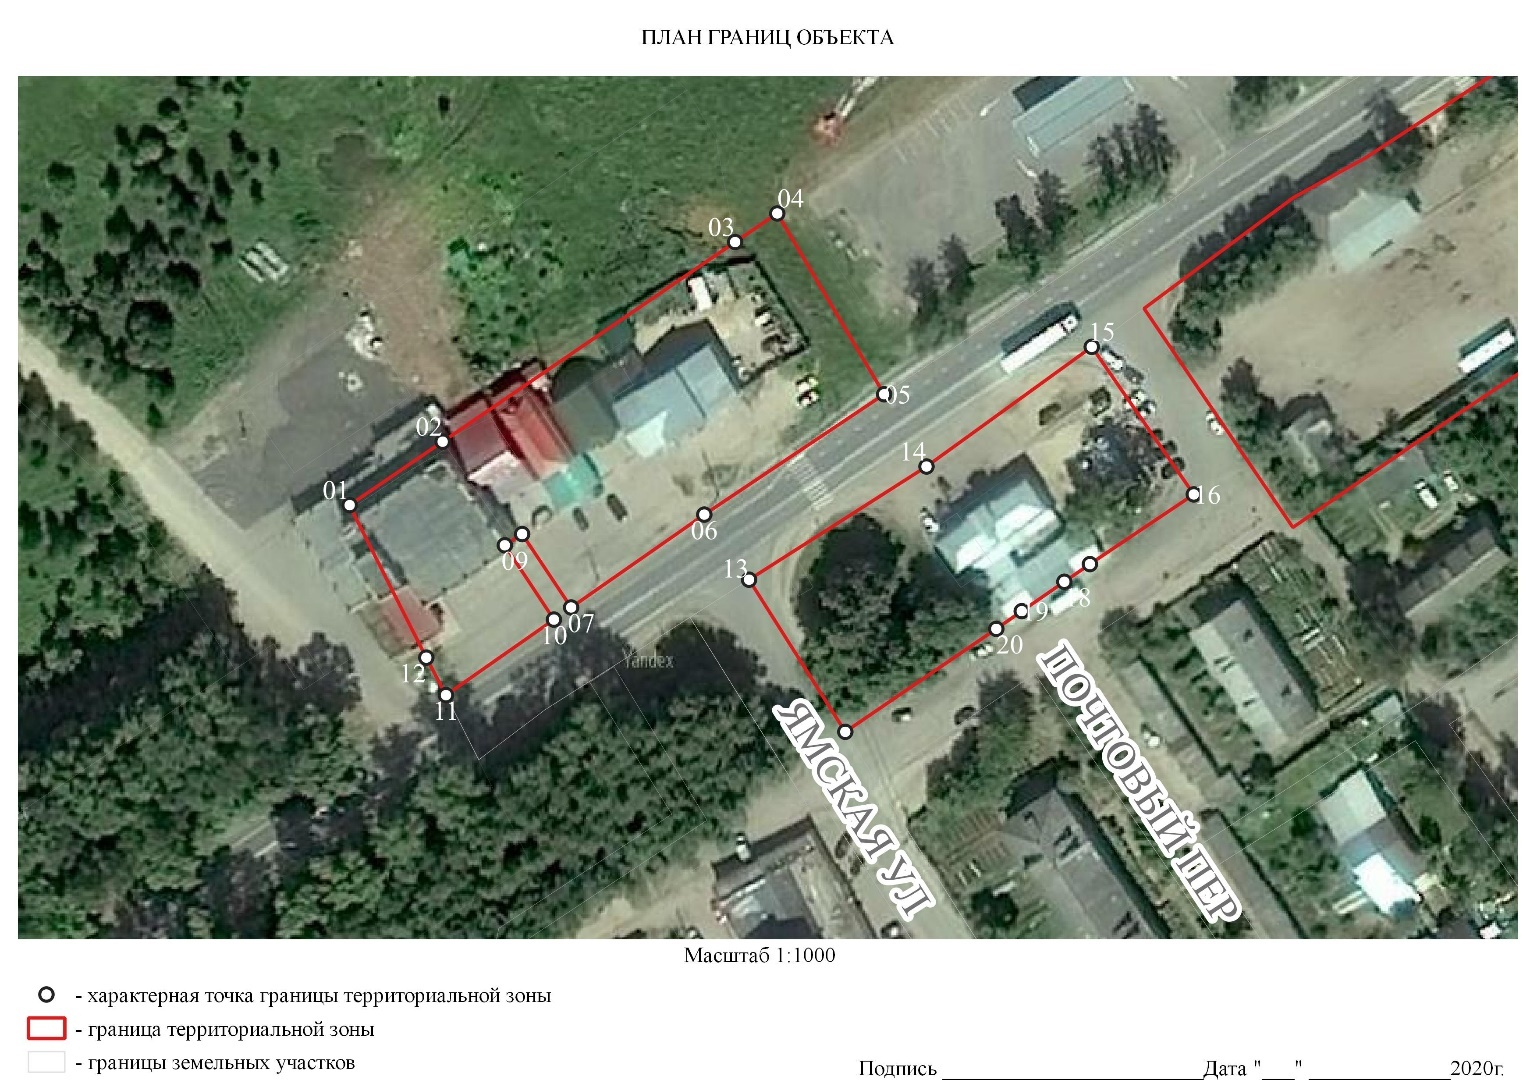 ПЛАН ГРАНИЦ ОБЪЕКТА
04
03
15
05
02
14
01
16
06
09
13
18
19
07
10
20
Yandex
12
11
ЯМСКАЯ УЛ
ПОЧТОВЫЙ ПЕР
Масштаб 1:1000
- характерная точка границы территориальной зоны
- граница территориальной зоны
- границы земельных участков
Подпись ________________________Дата "___" _____________2020г.